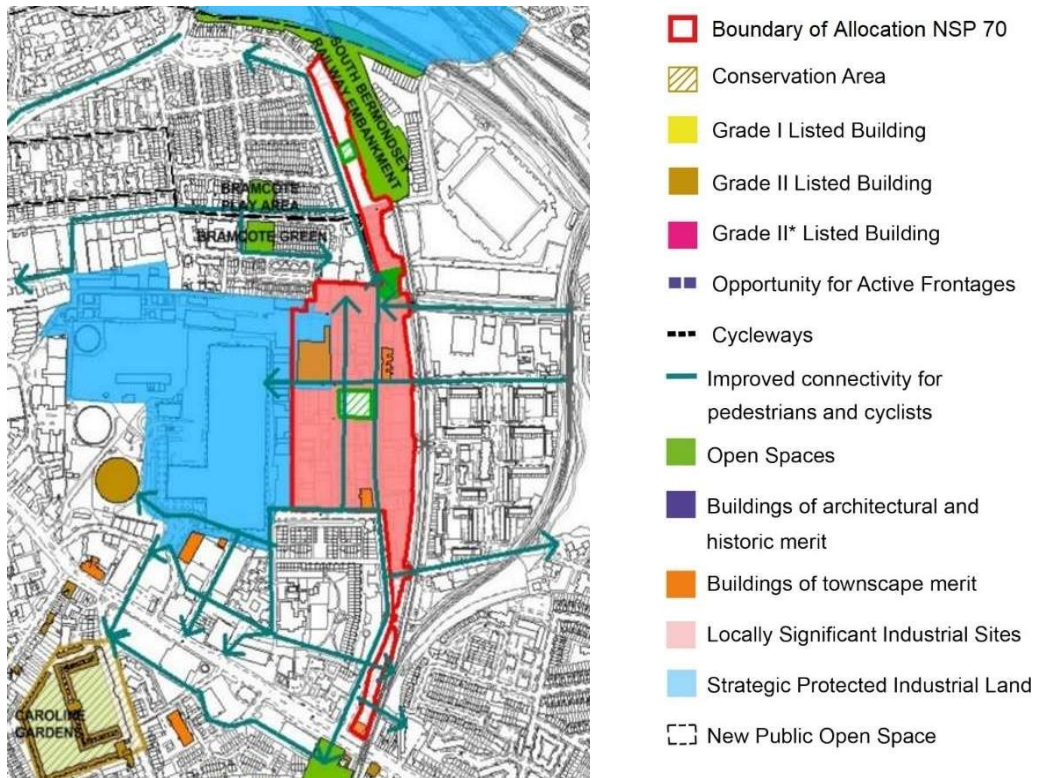 SOUTH BERMONDSEY
RAILWAY EMBANKMENT
BRAMCOTE
PLAY AREA
BRAMCOTE GREEN
CAROLINE
GARDENS
Boundary of Allocation NSP 70
Conservation Area
Grade I Listed Building
Grade II Listed Building
Grade II* Listed Building
Opportunity for Active Frontages
Cycleways
Improved connectivity for
pedestrians and cyclists
Open Spaces
Buildings of architectural and
historic merit
Buildings of townscape merit
Locally Significant Industrial Sites
Strategic Protected Industrial Land
New Public Open Space